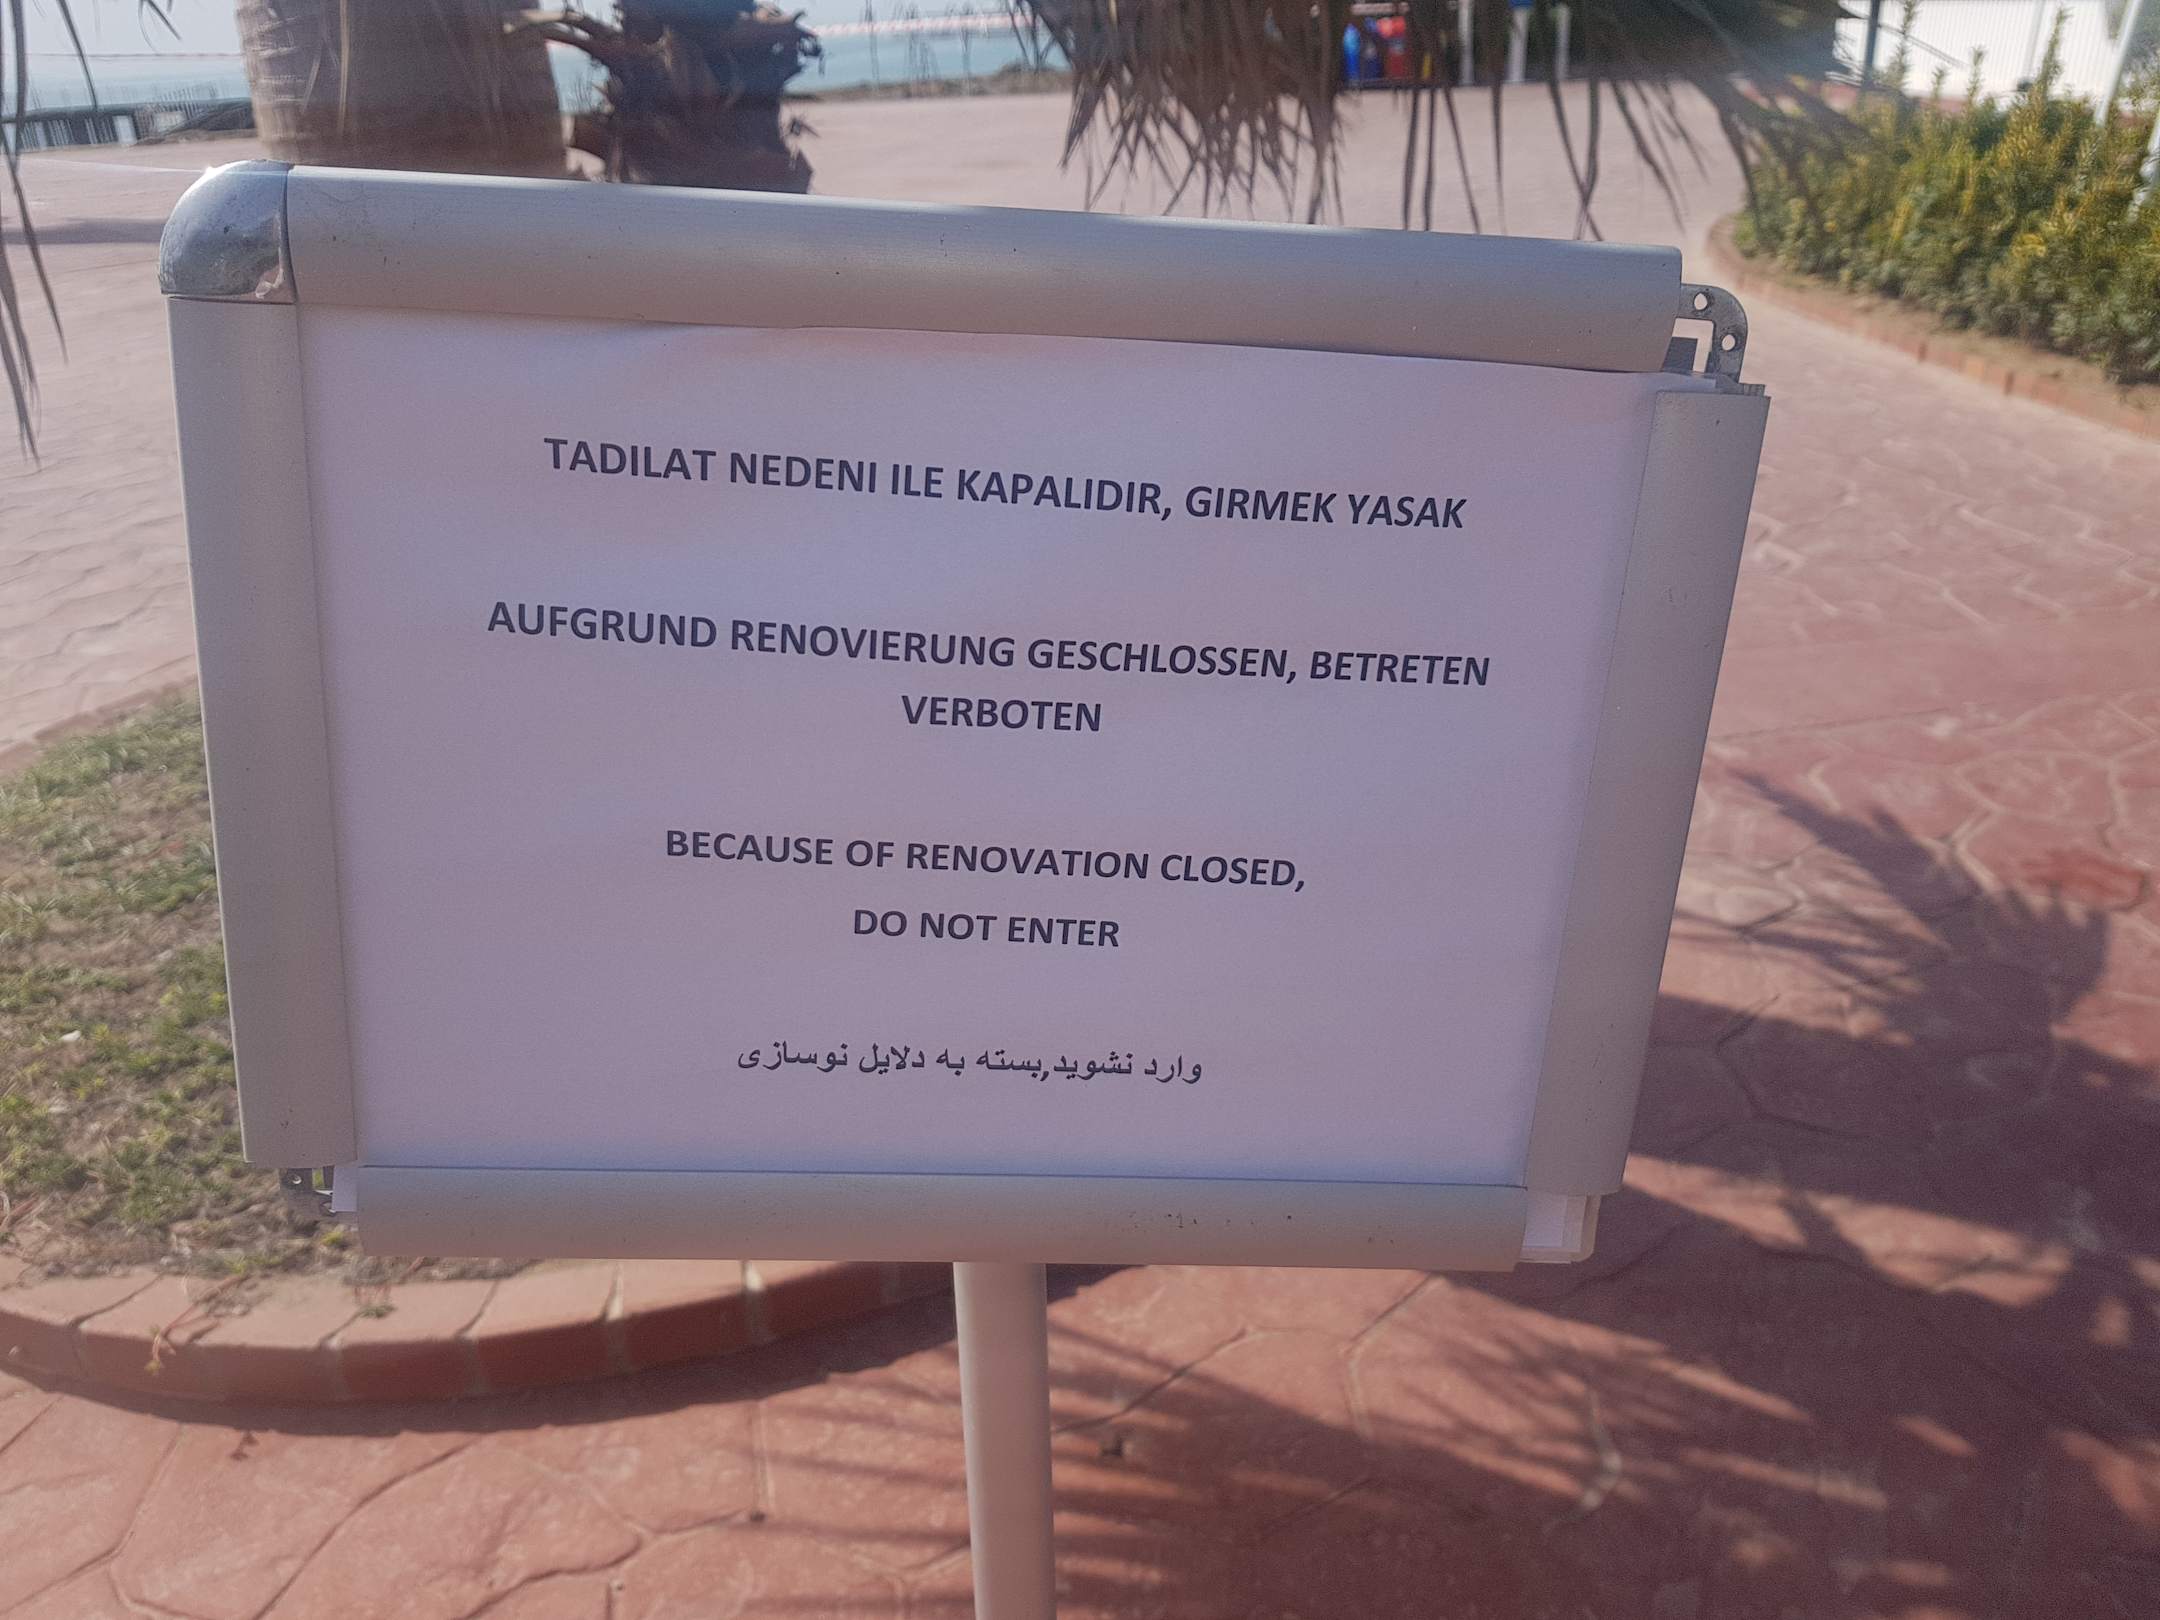 TADILAT NEDENI ILE KAPALIDIR, GIRMEK YASAK
AUFGRUND RENOVIERUNG GESCHLOSSEN, BETRETEN
VERBOTEN
BECAUSE OF RENOVATION CLOSED,
DO NOT ENTER
وارد نشوید,بسته به دلایل نوسازی